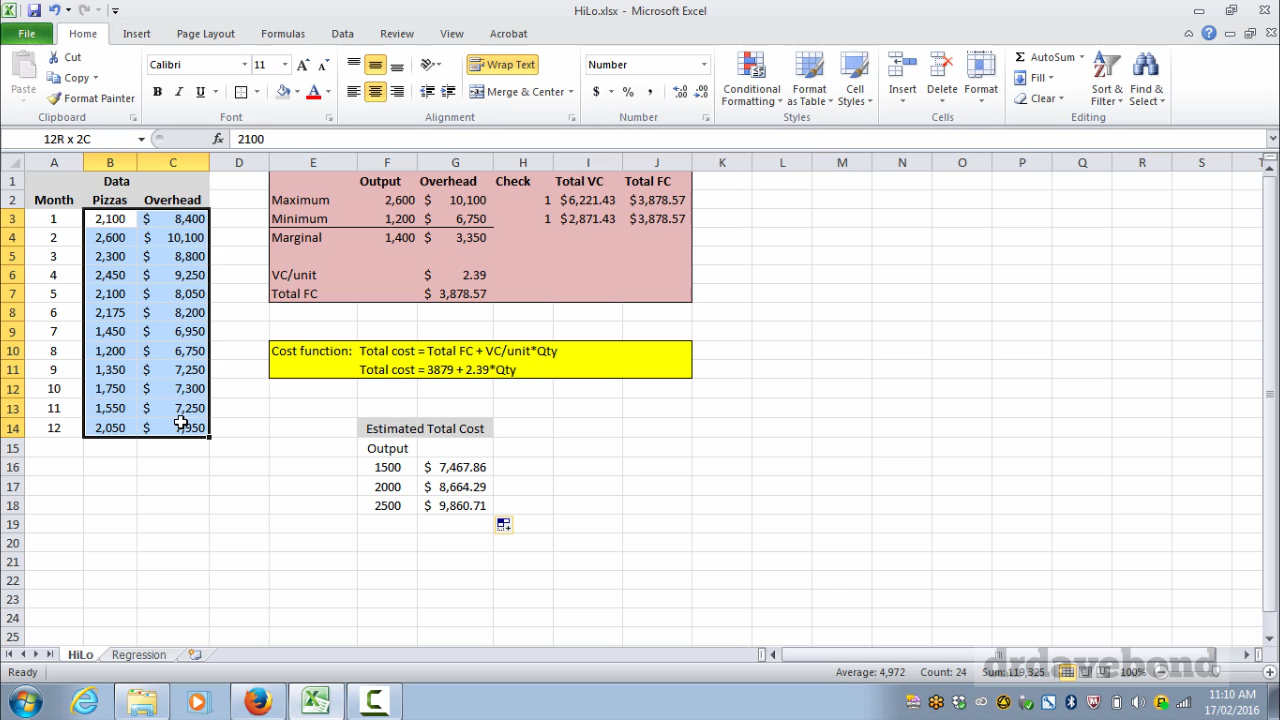 HiLo.xlsx - Microsoft Excel
File Home Insert Page Layout Formulas Data Review View Acrobat
Cut Calibri 11 Wrap Text Number AutoSum
Copy Fill
Paste Format Painter B I U A Merge & Center $ % , Conditional Formatting Format as Table Cell Styles Insert Delete Format Clear Sort & Filter Find & Select
Clipboard Font Alignment Number Styles Cells Editing
12R x 2C fx 2100
A B C D E F G H I J K L M N O P Q R S T
1 Data Output Overhead Check Total VC Total FC
2 Month Pizzas Overhead Maximum 2,600 $ 10,100 1 $6,221.43 $3,878.57
3 1 2,100 $ 8,400 Minimum 1,200 $ 6,750 1 $2,871.43 $3,878.57
4 2 2,600 $ 10,100 Marginal 1,400 $ 3,350
5 3 2,300 $ 8,800
6 4 2,450 $ 9,250 VC/unit $ 2.39
7 5 2,100 $ 8,050 Total FC $ 3,878.57
8 6 2,175 $ 8,200
9 7 1,450 $ 6,950
10 8 1,200 $ 6,750 Cost function: Total cost = Total FC + VC/unit*Qty
11 9 1,350 $ 7,250 Total cost = 3879 + 2.39*Qty
12 10 1,750 $ 7,300
13 11 1,550 $ 7,250
14 12 2,050 $ 7,950 Estimated Total Cost
15 Output
16 1500 $ 7,467.86
17 2000 $ 8,664.29
18 2500 $ 9,860.71
19
20
21
22
23
24
25
HiLo Regression
drdavebond
Ready Average: 4,972 Count: 24 Sum: 119,325 100%
11:10 AM
17/02/2016